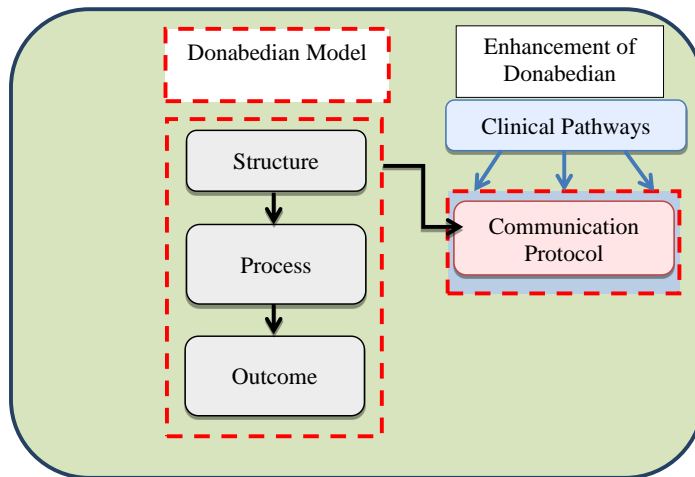 Donabedian Model
Enhancement of
Donabedian
Clinical Pathways
Structure
Communication
Protocol
Process
Outcome